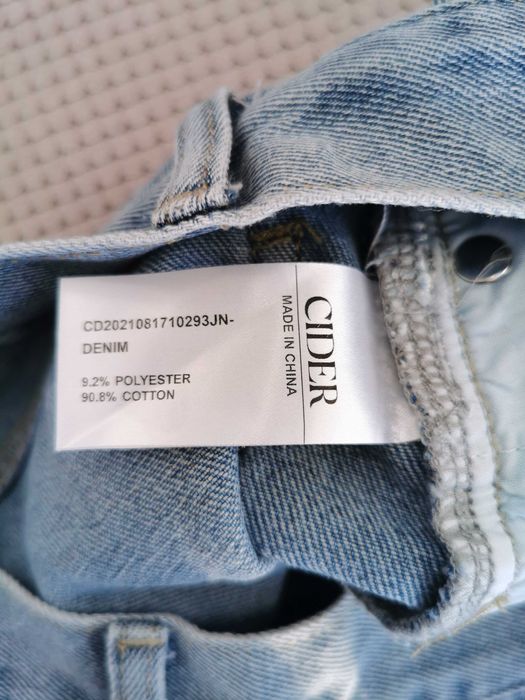 CD2021081710293JN-
DENIM
9.2% POLYESTER
90.8% COTTON
CIDER
MADE IN CHINA